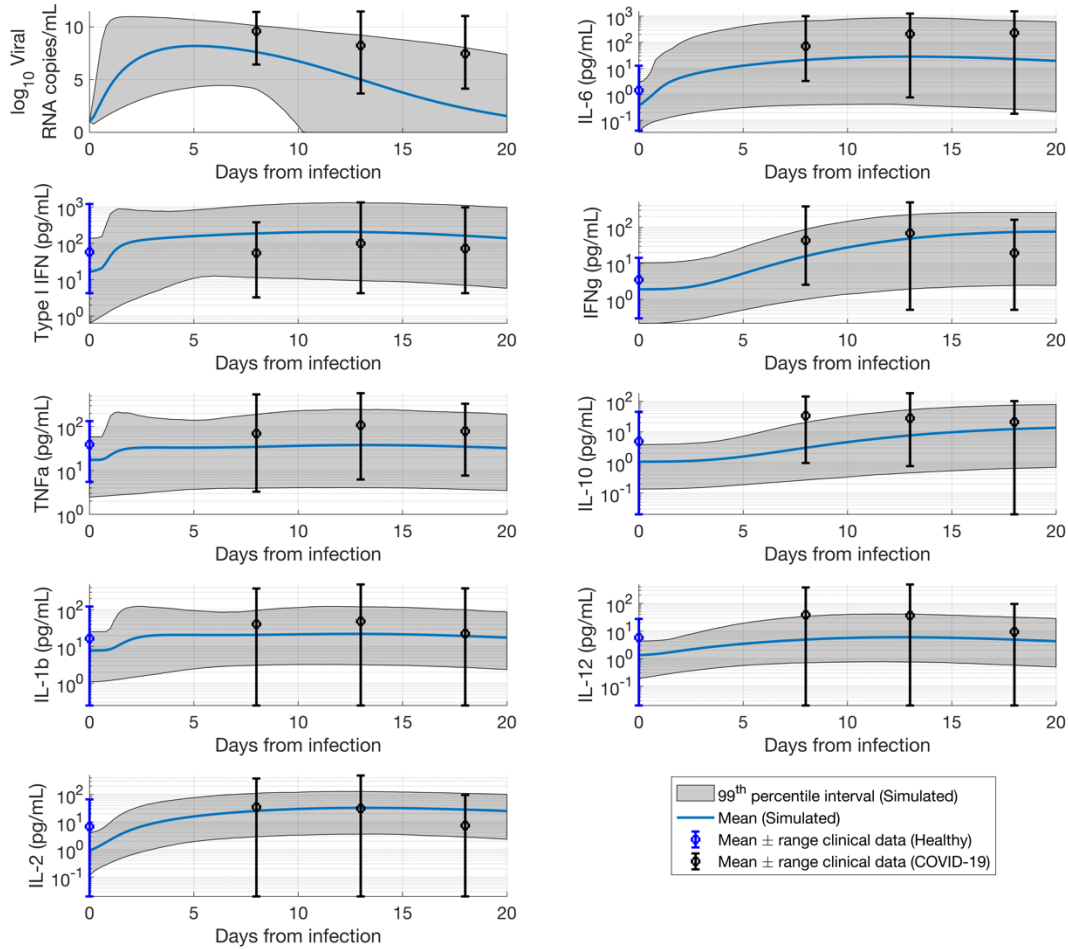 log10 Viral
RNA copies/mL
10
5
0
0 5 10 15 20
Days from infection
IL-6 (pg/mL)
10^3
10^2
10^1
10^0
10^-1
0 5 10 15 20
Days from infection
Type I IFN (pg/mL)
10^3
10^2
10^1
10^0
0 5 10 15 20
Days from infection
IFNg (pg/mL)
10^2
10^0
0 5 10 15 20
Days from infection
TNFa (pg/mL)
10^2
10^1
10^0
0 5 10 15 20
Days from infection
IL-10 (pg/mL)
10^2
10^1
10^0
10^-1
0 5 10 15 20
Days from infection
IL-1b (pg/mL)
10^2
10^1
10^0
0 5 10 15 20
Days from infection
IL-12 (pg/mL)
10^2
10^1
10^0
10^-1
0 5 10 15 20
Days from infection
IL-2 (pg/mL)
10^2
10^1
10^0
10^-1
0 5 10 15 20
Days from infection
99th percentile interval (Simulated)
Mean (Simulated)
Mean ± range clinical data (Healthy)
Mean ± range clinical data (COVID-19)